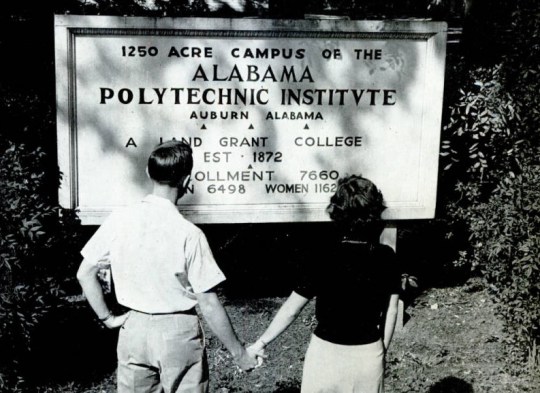 1250 ACRE CAMPUS OF THE
ALABAMA
POLYTECHNIC INSTITVTE
AUBURN ALABAMA
A LAND GRANT COLLEGE
EST · 1872
OLLMENT 7660
N 6498 WOMEN 1162